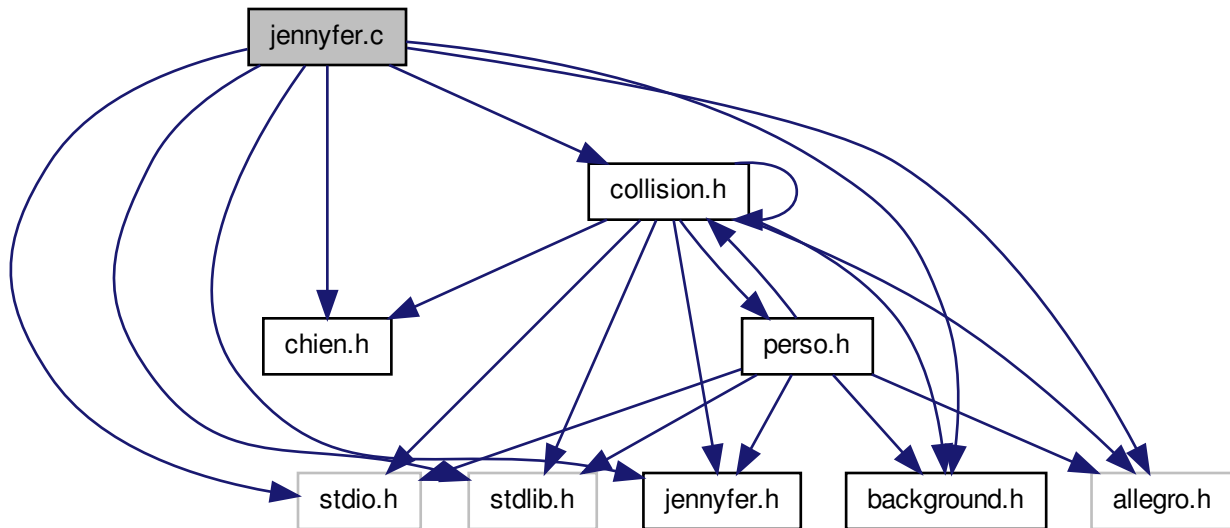 jennyfer.c
collision.h
chien.h
perso.h
stdio.h
stdlib.h
jennyfer.h
background.h
allegro.h